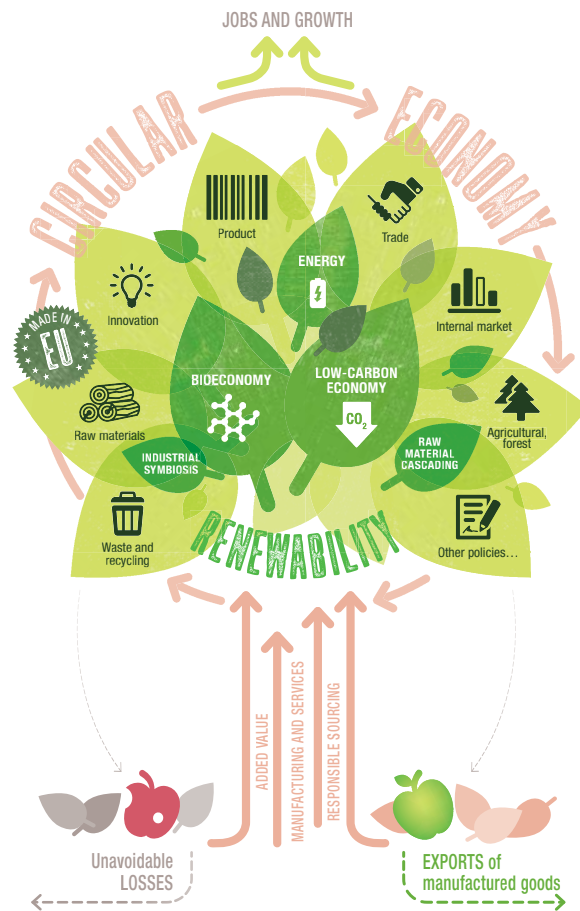 JOBS AND GROWTH
CIRCULAR
ECONOMY
Product
Trade
ENERGY
Innovation
Internal market
MADE IN
EU
BIOECONOMY
LOW-CARBON
ECONOMY
CO₂
Raw materials
Agricultural,
forest
INDUSTRIAL
SYMBIOSIS
RAW
MATERIAL
CASCADING
Waste and
recycling
Other policies...
RENEWABILITY
ADDED VALUE
MANUFACTURING AND SERVICES
RESPONSIBLE SOURCING
Unavoidable
LOSSES
EXPORTS of
manufactured goods